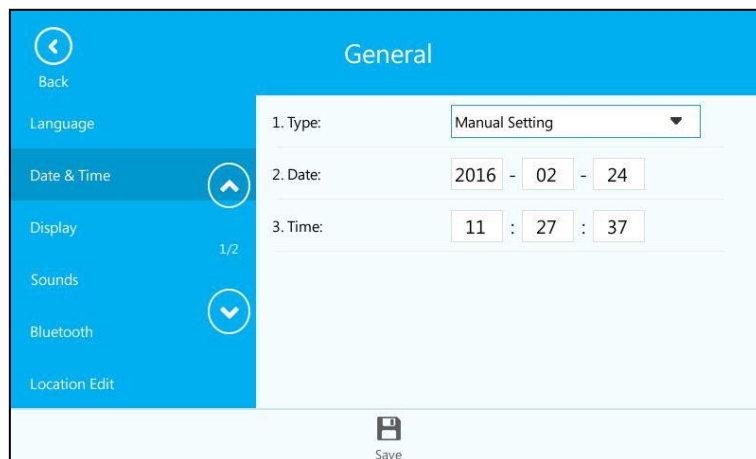 General
Back
Language
Date & Time
Display
1/2
Sounds
Bluetooth
Location Edit
1. Type: Manual Setting
2. Date: 2016 - 02 - 24
3. Time: 11 : 27 : 37
Save